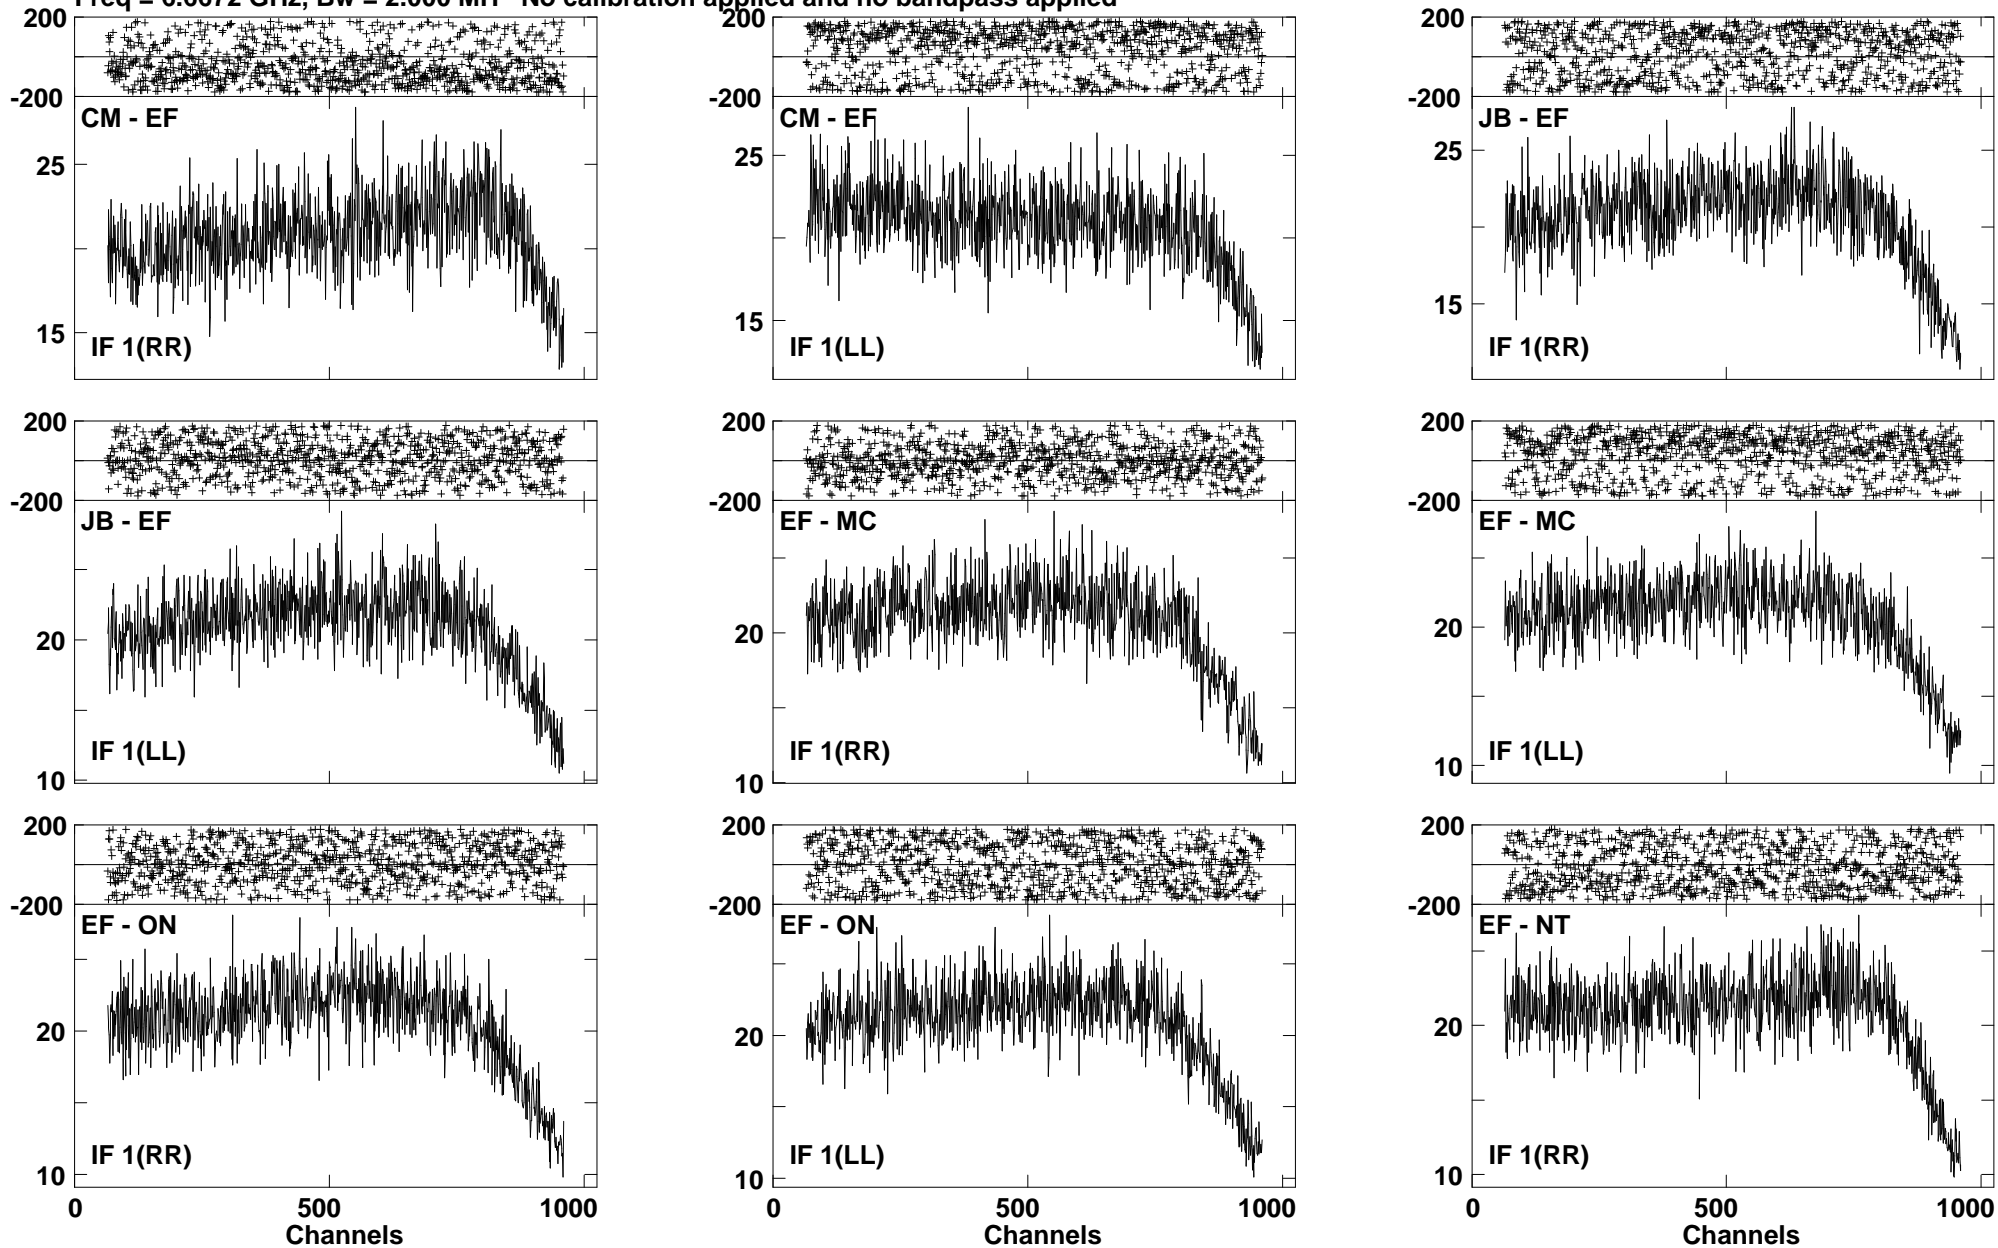 No calibration applied and no bandpass applied
200
-200
CM - EF
25
15
IF 1(RR)
200
-200
CM - EF
25
15
IF 1(LL)
200
-200
JB - EF
25
15
IF 1(RR)
200
-200
JB - EF
20
10
IF 1(LL)
200
-200
EF - MC
20
10
IF 1(RR)
200
-200
EF - MC
20
10
IF 1(LL)
200
-200
EF - ON
20
10
IF 1(RR)
0 500 1000
Channels
200
-200
EF - ON
20
10
IF 1(LL)
0 500 1000
Channels
200
-200
EF - NT
20
10
IF 1(RR)
0 500 1000
Channels